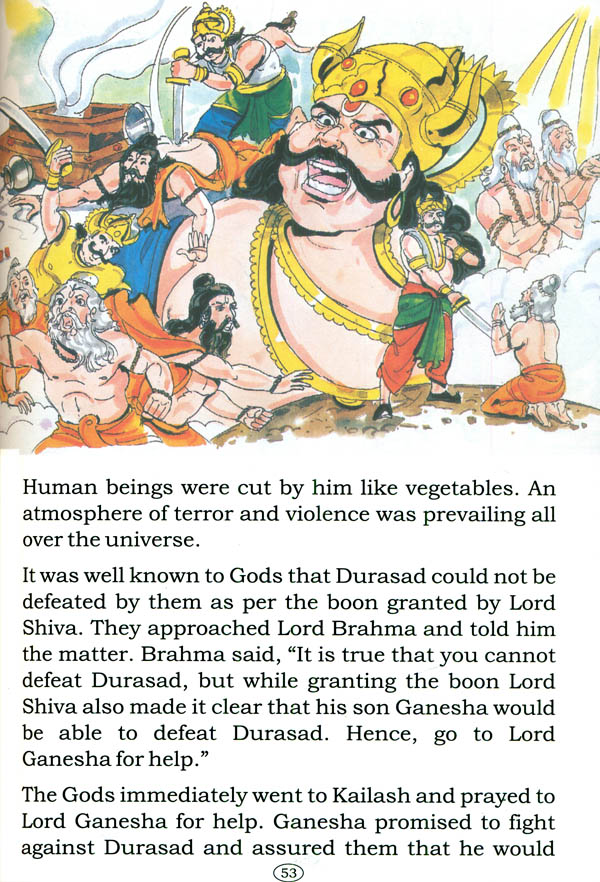 Human beings were cut by him like vegetables. An
atmosphere of terror and violence was prevailing all
over the universe.
It was well known to Gods that Durasad could not be
defeated by them as per the boon granted by Lord
Shiva. They approached Lord Brahma and told him
the matter. Brahma said, “It is true that you cannot
defeat Durasad, but while granting the boon Lord
Shiva also made it clear that his son Ganesha would
be able to defeat Durasad. Hence, go to Lord
Ganesha for help.”
The Gods immediately went to Kailash and prayed to
Lord Ganesha for help. Ganesha promised to fight
against Durasad and assured them that he would
53